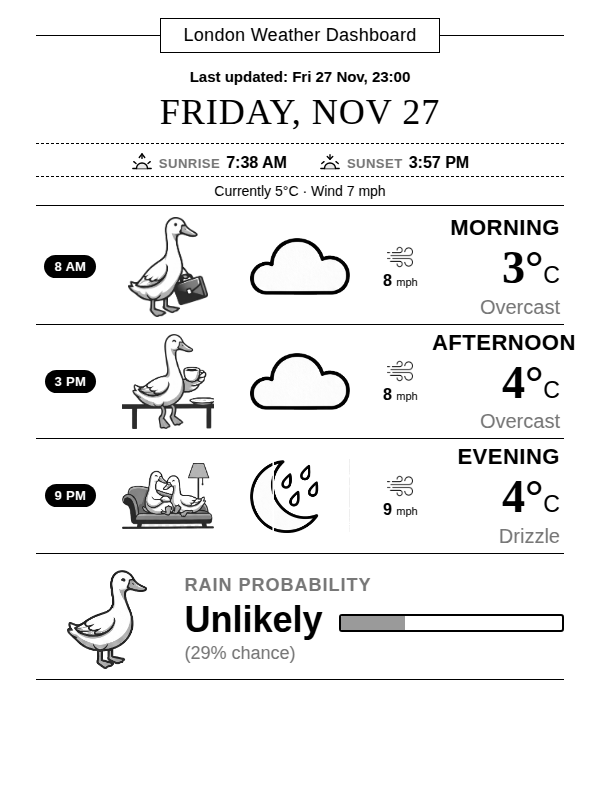 London Weather Dashboard
Last updated: Fri 27 Nov, 23:00
FRIDAY, NOV 27
SUNRISE 7:38 AM SUNSET 3:57 PM
Currently 5°C · Wind 7 mph
8 AM
8 mph
MORNING
3°C
Overcast
3 PM
8 mph
AFTERNOON
4°C
Overcast
9 PM
9 mph
EVENING
4°C
Drizzle
RAIN PROBABILITY
Unlikely
(29% chance)